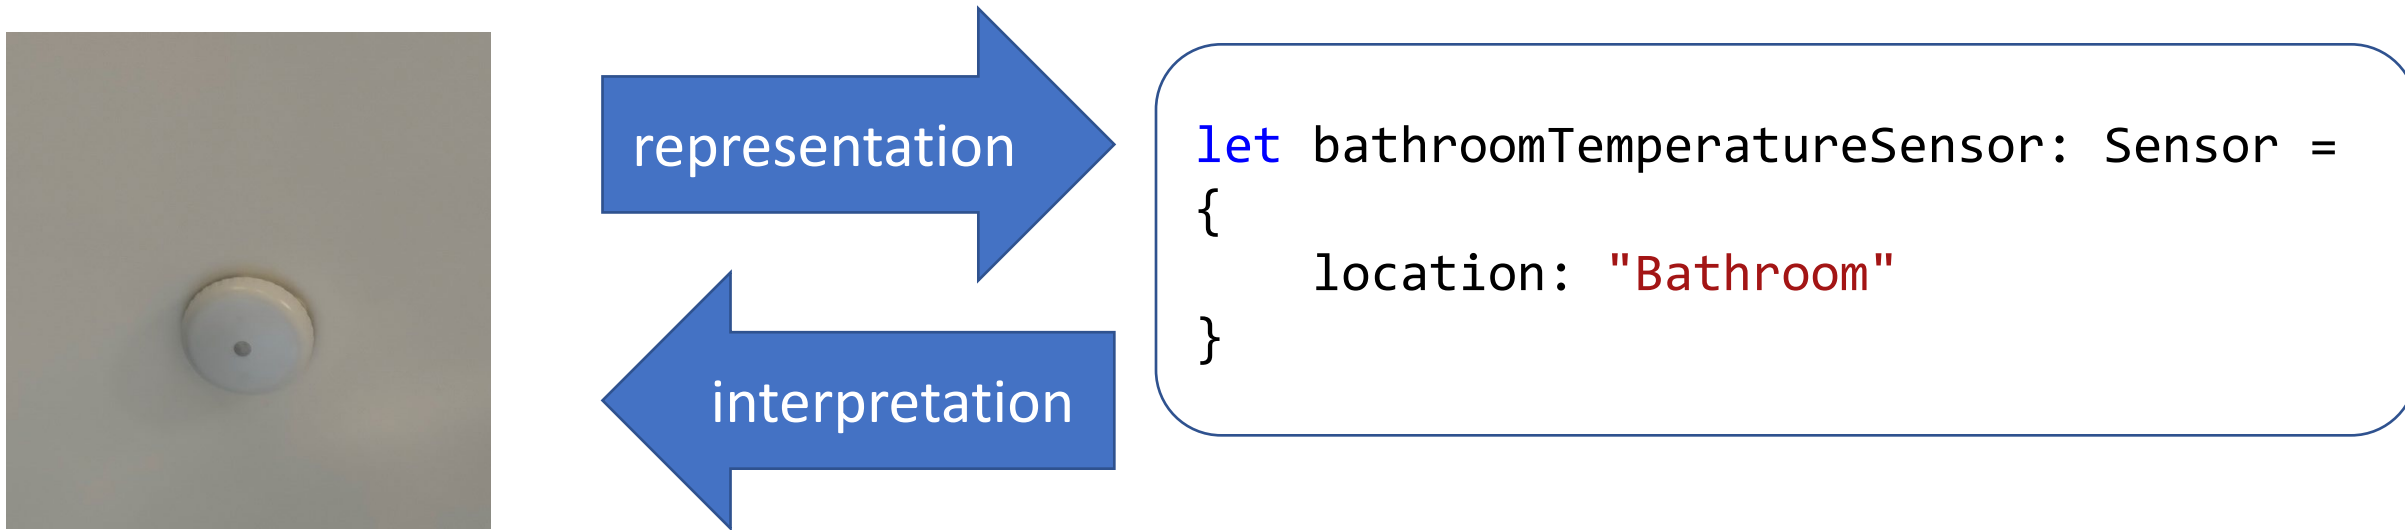 representation
let bathroomTemperatureSensor: Sensor =
{
    location: "Bathroom"
}
interpretation